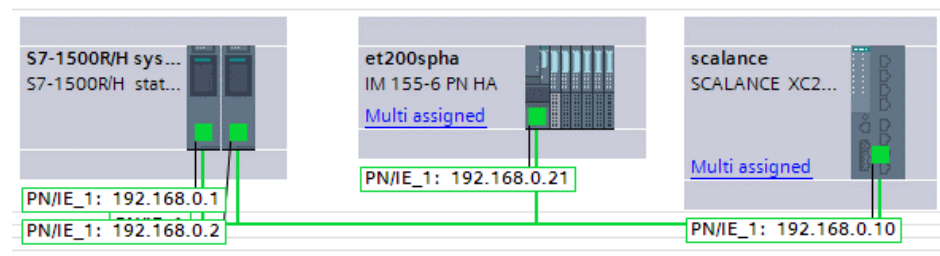 S7-1500R/H sys...
S7-1500R/H stat...
PN/IE_1: 192.168.0.1
PN/IE_1: 192.168.0.2
et200spha
IM 155-6 PN HA
Multi assigned
PN/IE_1: 192.168.0.21
scalance
SCALANCE XC2...
Multi assigned
PN/IE_1: 192.168.0.10